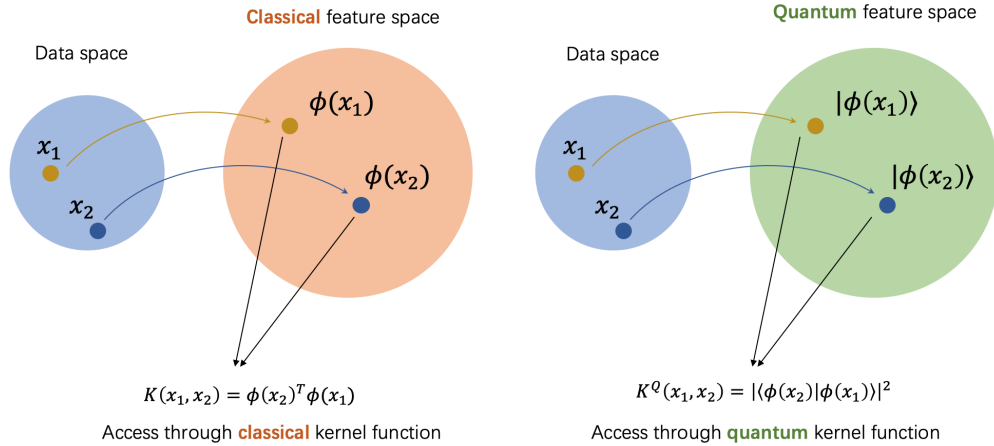 Classical feature space
Data space
x₁
x₂
ϕ(x₁)
ϕ(x₂)
K(x₁, x₂) = ϕ(x₂)ᵀϕ(x₁)
Access through classical kernel function
Quantum feature space
Data space
x₁
x₂
|ϕ(x₁)⟩
|ϕ(x₂)⟩
K^Q(x₁, x₂) = |⟨ϕ(x₂)|ϕ(x₁)⟩|²
Access through quantum kernel function